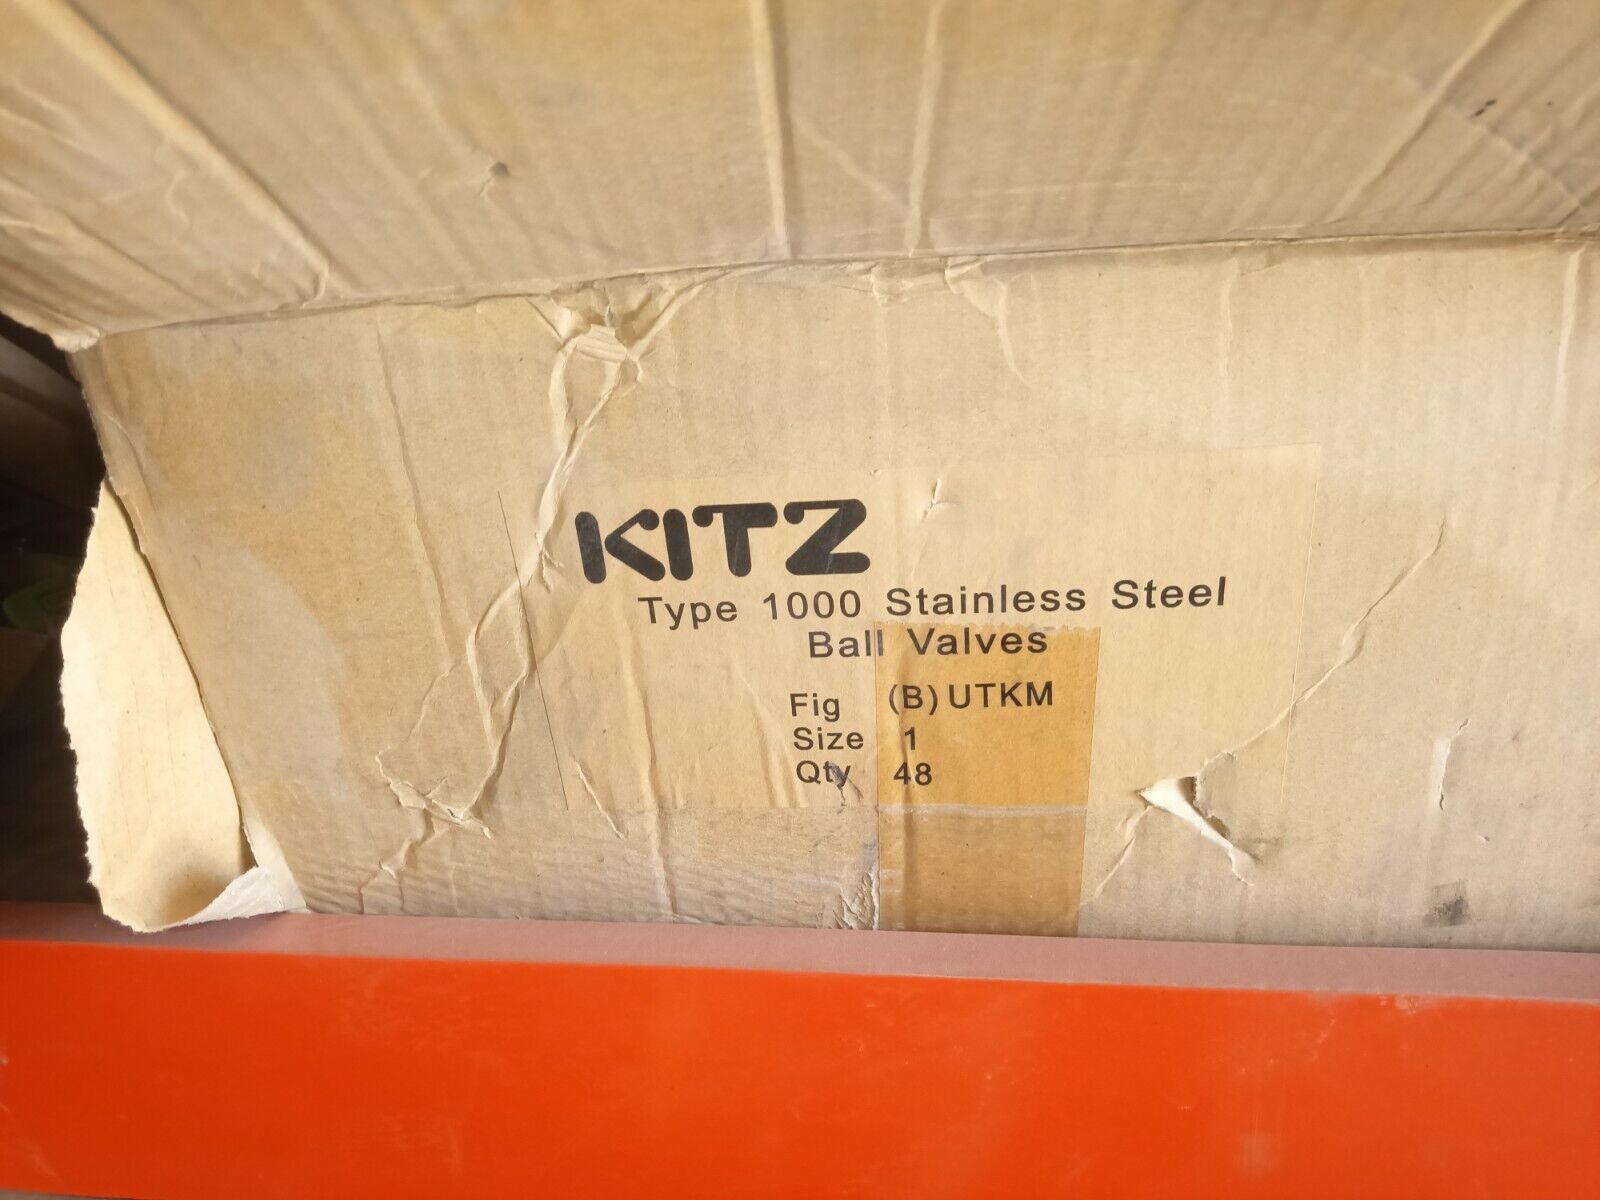 KITZ
Type 1000 Stainless Steel
Ball Valves
Fig (B) UTKM
Size 1
Qty 48